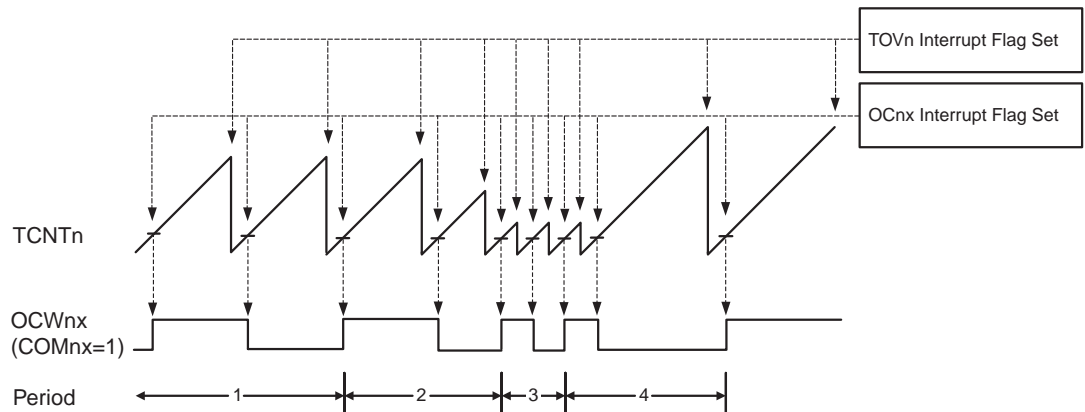 TOVn Interrupt Flag Set
OCnx Interrupt Flag Set
TCNTn
OCWnx
(COMnx=1)
Period
1
2
3
4